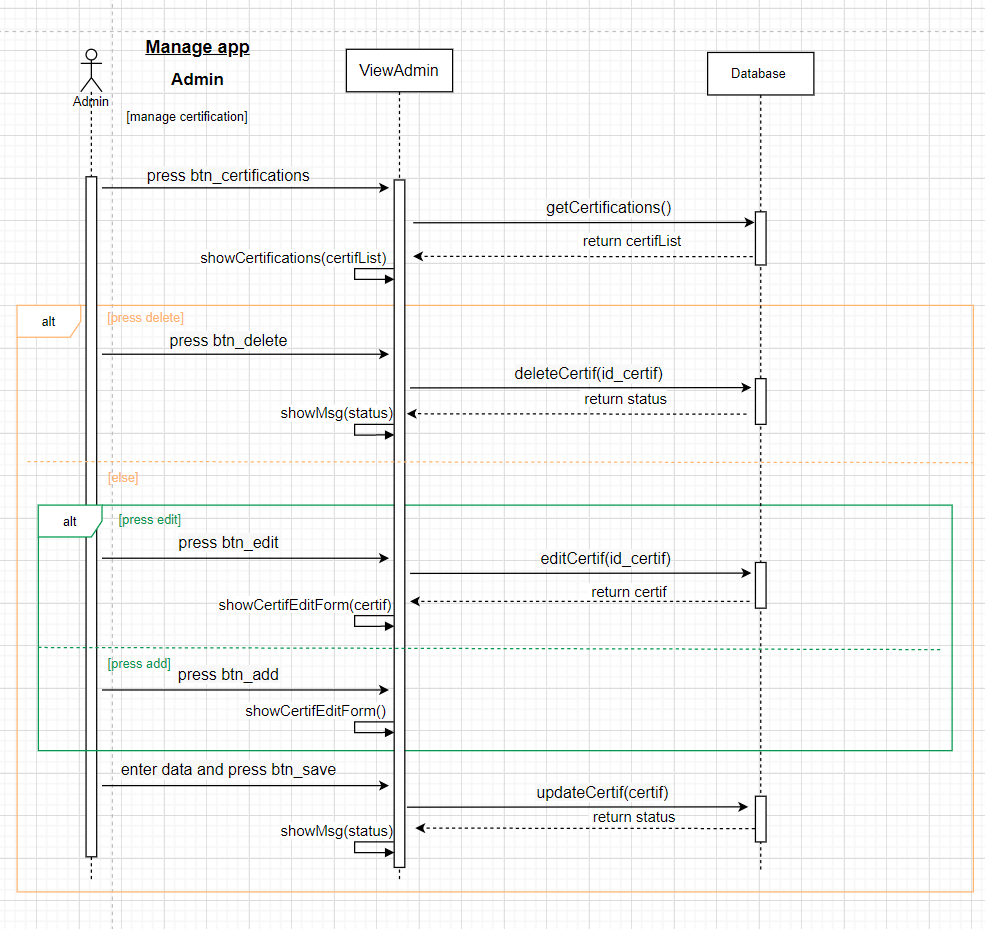 Manage app
Admin
ViewAdmin
Database
Admin
[manage certification]
press btn_certifications
getCertifications()
return certifList
showCertifications(certifList)
alt
[press delete]
press btn_delete
deleteCertif(id_certif)
return status
showMsg(status)
[else]
alt
[press edit]
press btn_edit
editCertif(id_certif)
return certif
showCertifEditForm(certif)
[press add]
press btn_add
showCertifEditForm()
enter data and press btn_save
updateCertif(certif)
return status
showMsg(status)